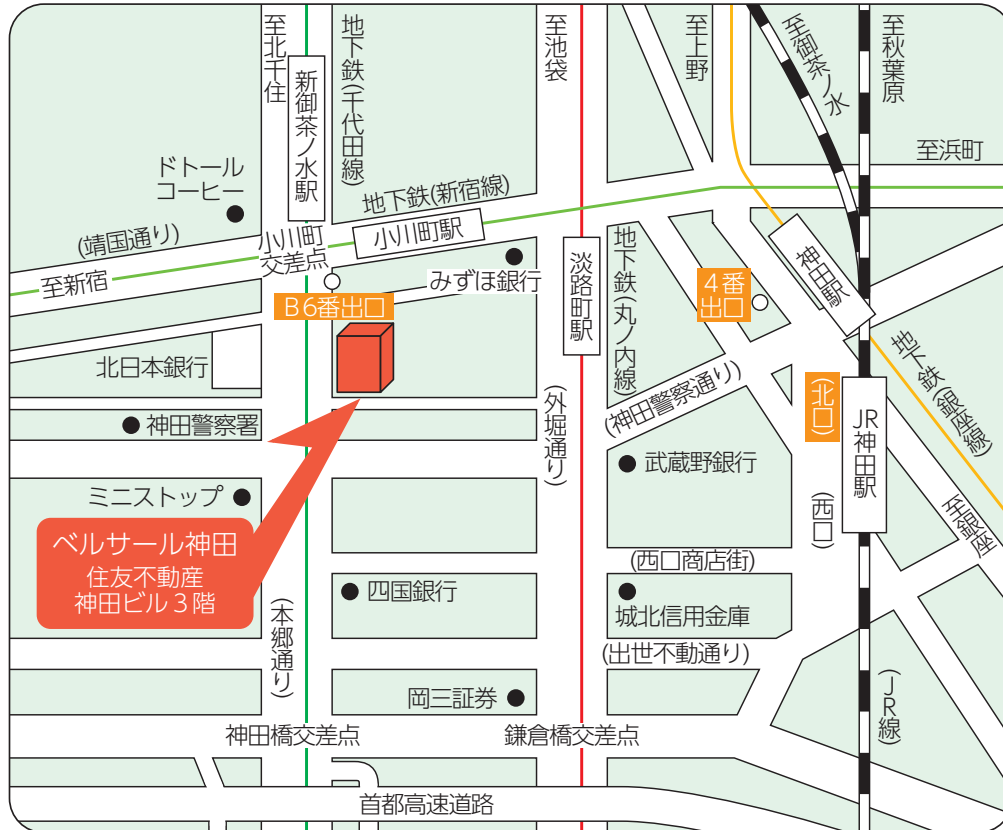 至北千住
新御茶ノ水駅
地下鉄(千代田線)
至池袋
至上野
至御茶ノ水
至秋葉原
至浜町
ドトール
コーヒー
地下鉄(新宿線)
小川町駅
(靖国通り)
小川町
交差点
至新宿
みずほ銀行
B6番出口
淡路町駅
地下鉄(丸ノ内線)
4番
出口
神田駅
地下鉄(銀座線)
北日本銀行
(神田警察通り)
(北口)
JR神田駅
神田警察署
(外堀通り)
武蔵野銀行
ミニストップ
(西口)
至銀座
ベルサール神田
住友不動産
神田ビル3階
(西口商店街)
四国銀行
城北信用金庫
(本郷通り)
(出世不動通り)
岡三証券
(JR線)
神田橋交差点
鎌倉橋交差点
首都高速道路